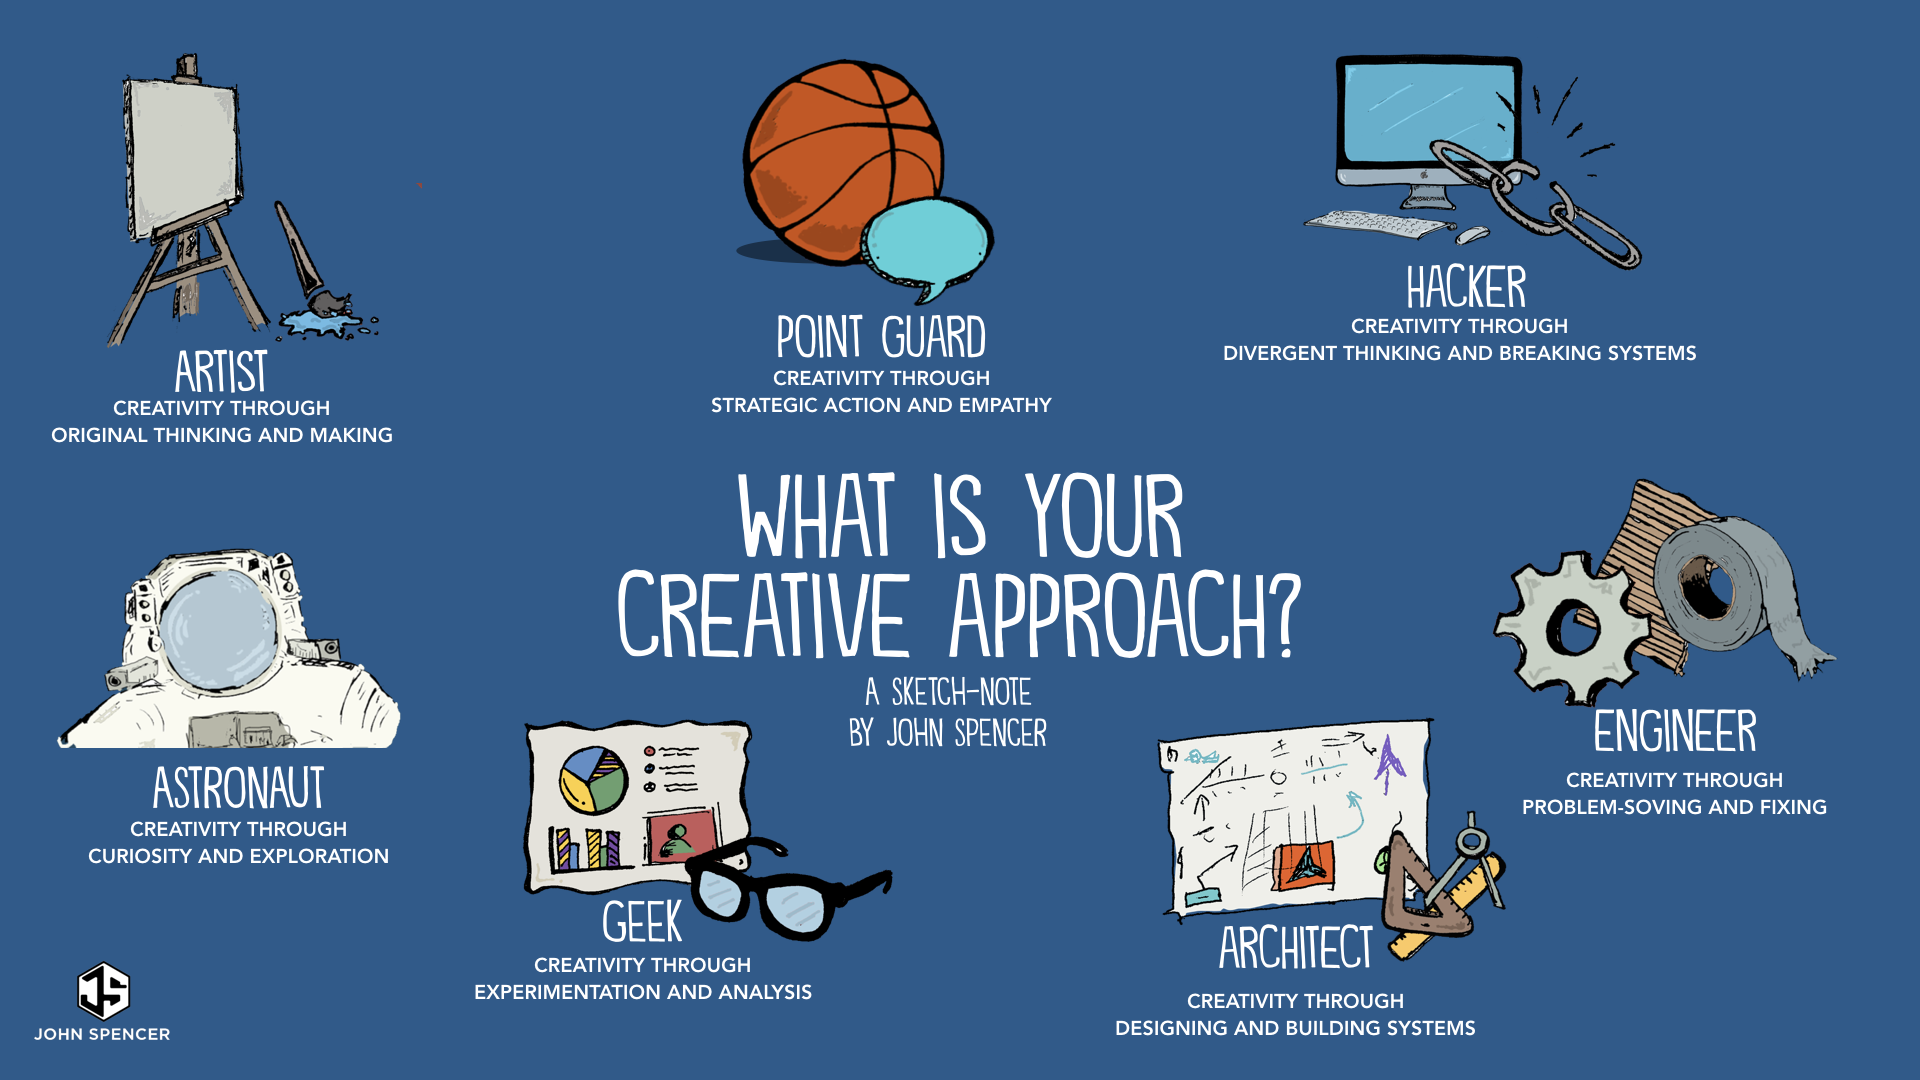 ARTIST
CREATIVITY THROUGH
ORIGINAL THINKING AND MAKING
POINT GUARD
CREATIVITY THROUGH
STRATEGIC ACTION AND EMPATHY
HACKER
CREATIVITY THROUGH
DIVERGENT THINKING AND BREAKING SYSTEMS
WHAT IS YOUR
CREATIVE APPROACH?
A SKETCH-NOTE
BY JOHN SPENCER
ASTRONAUT
CREATIVITY THROUGH
CURIOSITY AND EXPLORATION
GEEK
CREATIVITY THROUGH
EXPERIMENTATION AND ANALYSIS
ARCHITECT
CREATIVITY THROUGH
DESIGNING AND BUILDING SYSTEMS
ENGINEER
CREATIVITY THROUGH
PROBLEM-SOVING AND FIXING
JS
JOHN SPENCER